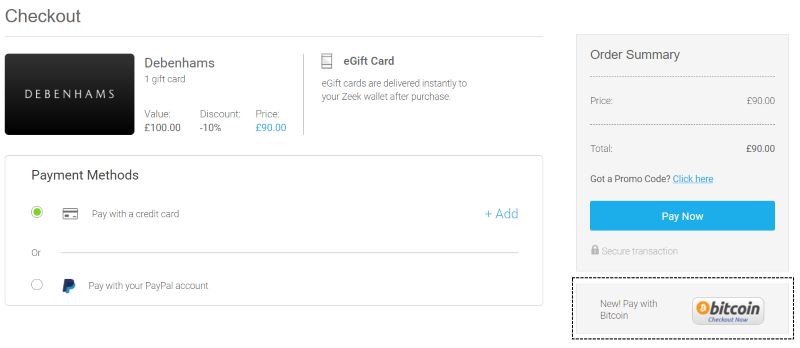 Checkout
DEBENHAMS
Debenhams
1 gift card
Value: Discount: Price:
£100.00 -10% £90.00
eGift Card
eGift cards are delivered instantly to
your Zeek wallet after purchase.
Payment Methods
Pay with a credit card + Add
Or
Pay with your PayPal account
Order Summary
Price: £90.00
Total: £90.00
Got a Promo Code? Click here
Pay Now
Secure transaction
New! Pay with
Bitcoin
bitcoin
Checkout Now